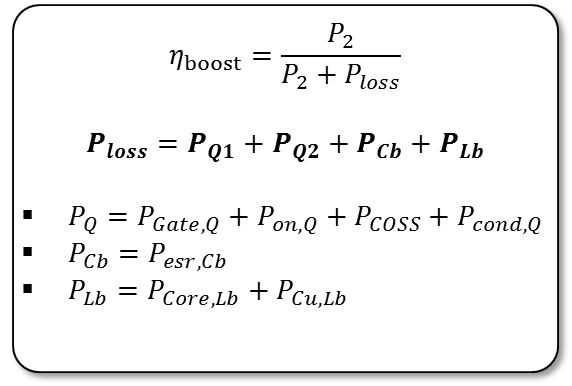 η_boost = P_2 / (P_2 + P_loss)
P_loss = P_Q1 + P_Q2 + P_Cb + P_Lb
▪ P_Q = P_Gate,Q + P_on,Q + P_COSS + P_cond,Q
▪ P_Cb = P_esr,Cb
▪ P_Lb = P_Core,Lb + P_Cu,Lb